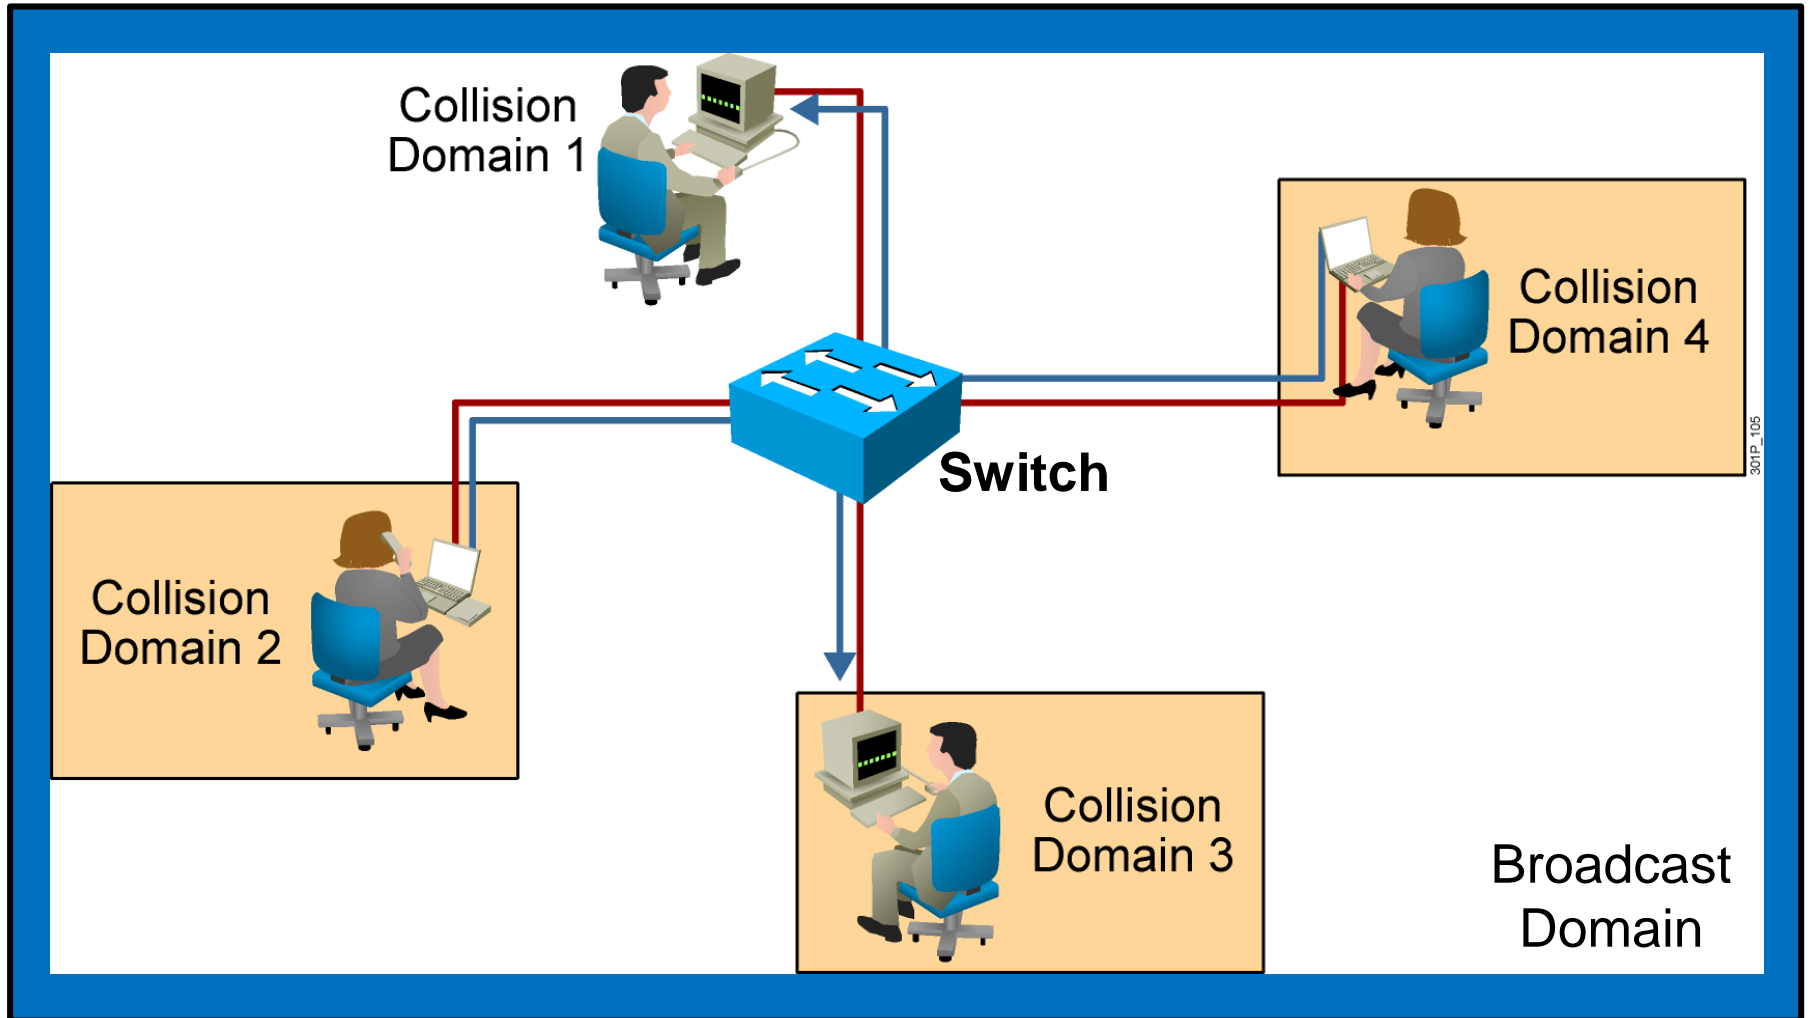 Collision
Domain 1
Collision
Domain 4
301P_105
Switch
Collision
Domain 2
Collision
Domain 3
Broadcast
Domain